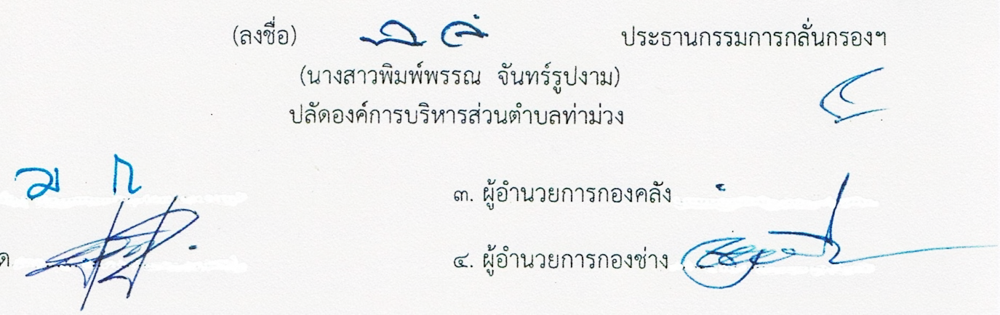 (ลงชื่อ) ประธานกรรมการกลั่นกรองฯ
(นางสาวพิมพ์พรรณ จันทร์รูปงาม)
ปลัดองค์การบริหารส่วนตำบลท่าม่วง
๓. ผู้อำนวยการกองคลัง
ด ๔. ผู้อำนวยการกองช่าง